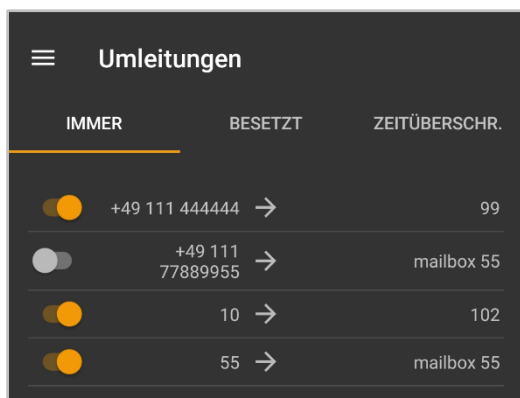 Umleitungen
IMMER BESETZT ZEITÜBERSCHR.
+49 111 444444 → 99
+49 111
77889955 → mailbox 55
10 → 102
55 → mailbox 55